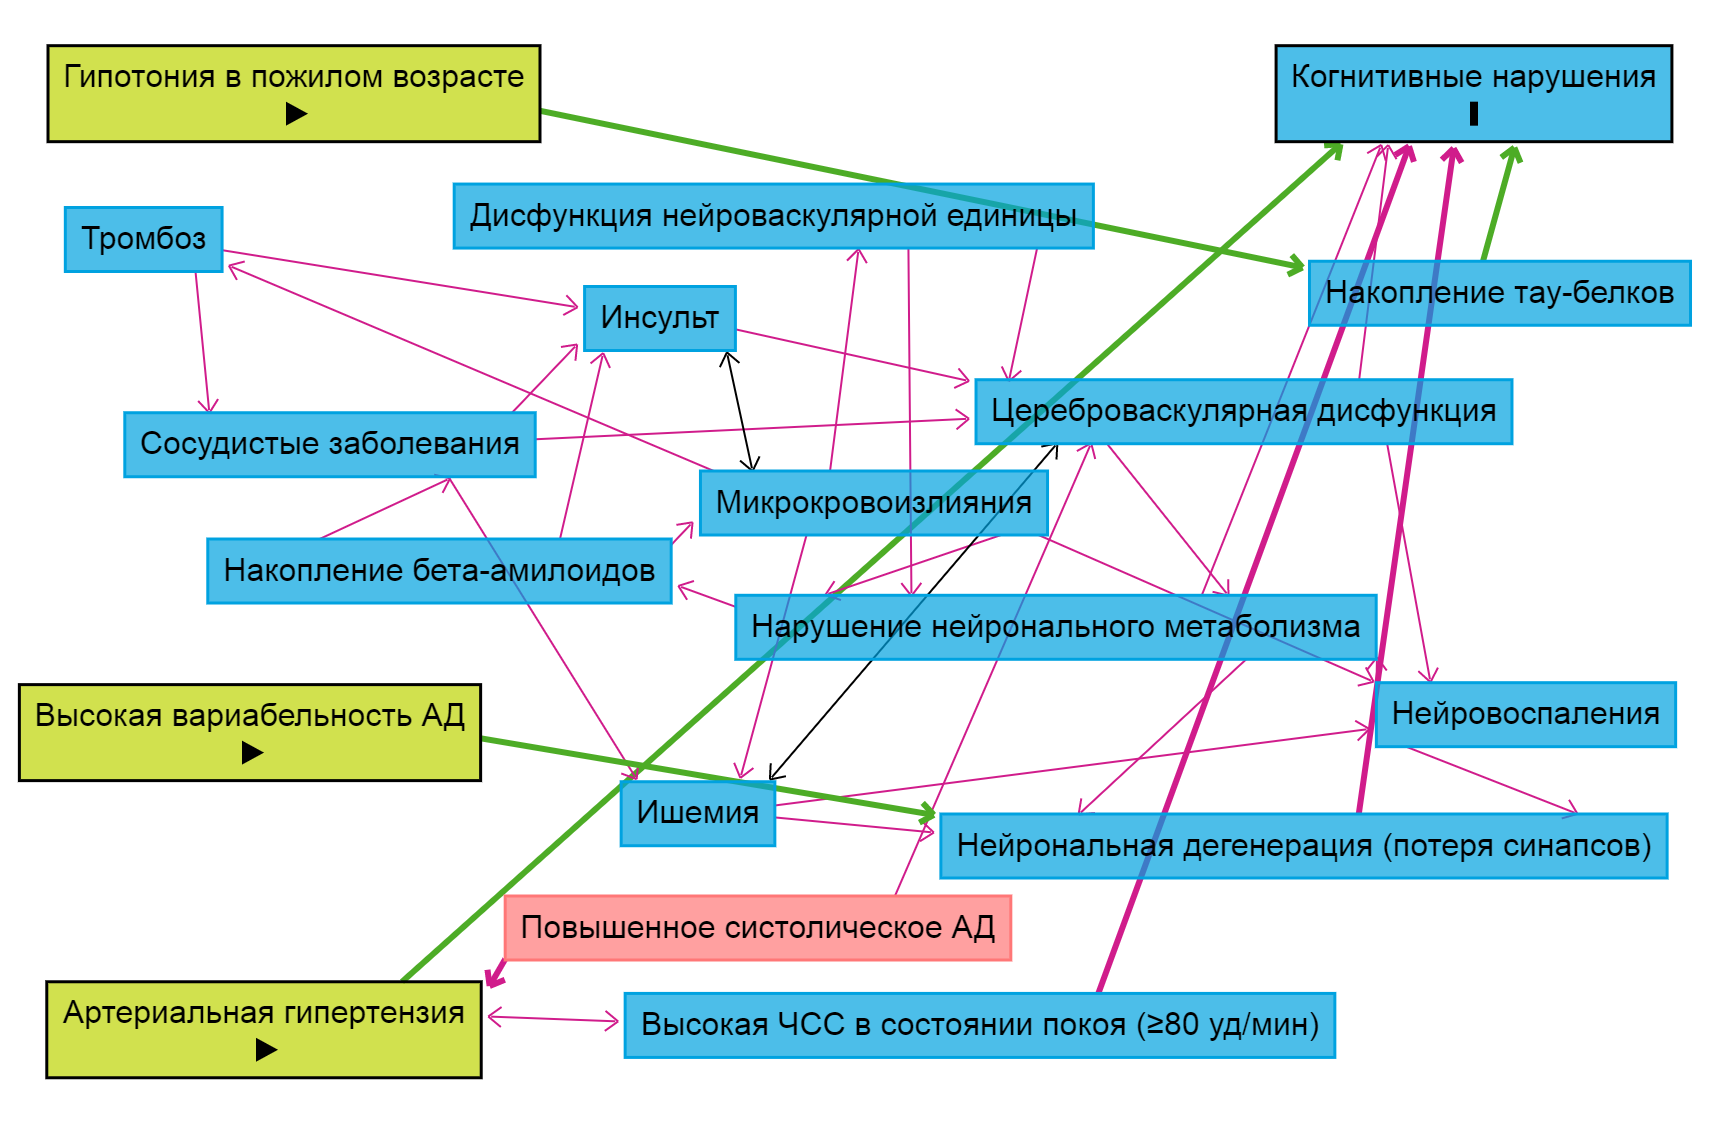 Гипотония в пожилом возрасте
Когнитивные нарушения
Дисфункция нейроваскулярной единицы
Тромбоз
Накопление тау-белков
Инсульт
Цереброваскулярная дисфункция
Сосудистые заболевания
Микрокровоизлияния
Накопление бета-амилоидов
Нарушение нейронального метаболизма
Высокая вариабельность АД
Нейровоспаления
Ишемия
Нейрональная дегенерация (потеря синапсов)
Повышенное систолическое АД
Артериальная гипертензия
Высокая ЧСС в состоянии покоя (≥80 уд/мин)